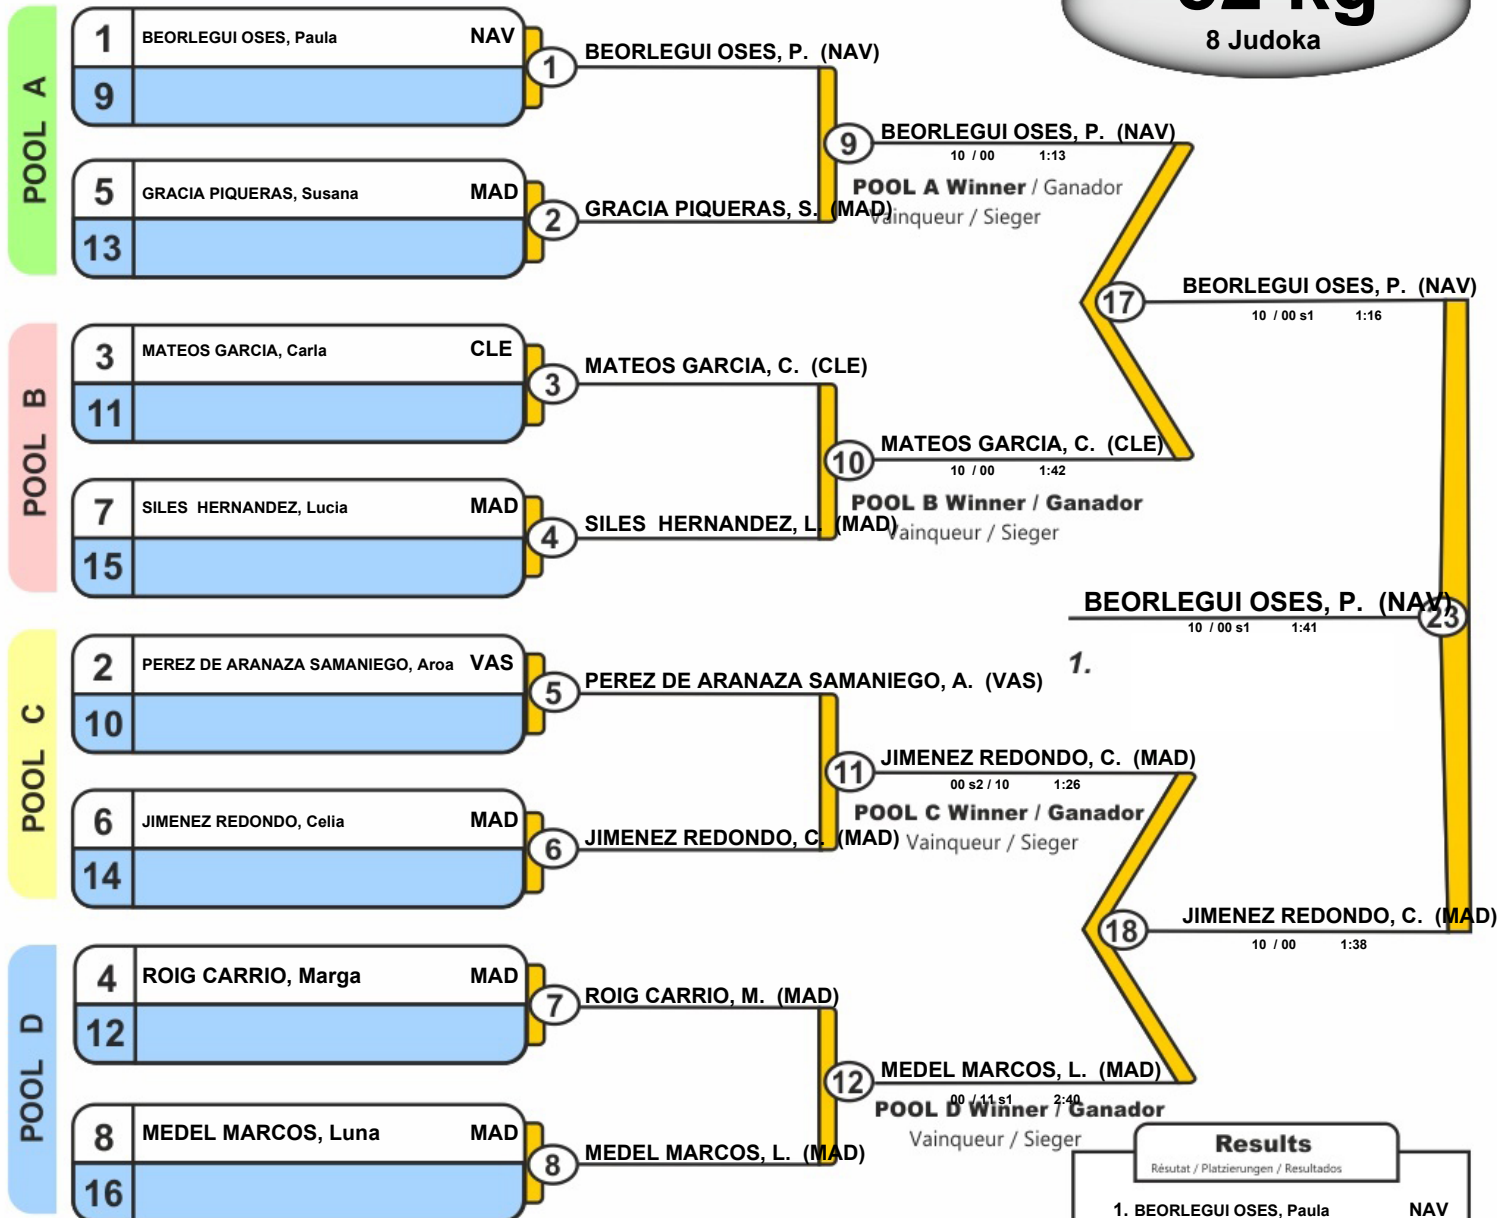 8 Judoka
POOL A
1 BEORLEGUI OSES, Paula NAV
9
5 GRACIA PIQUERAS, Susana MAD
13
1 BEORLEGUI OSES, P. (NAV)
2 GRACIA PIQUERAS, S. (MAD)
9 BEORLEGUI OSES, P. (NAV)
10 / 00 1:13
POOL A Winner / Ganador
Vainqueur / Sieger
POOL B
3 MATEOS GARCIA, Carla CLE
11
7 SILES HERNANDEZ, Lucia MAD
15
3 MATEOS GARCIA, C. (CLE)
4 SILES HERNANDEZ, L. (MAD)
10 MATEOS GARCIA, C. (CLE)
10 / 00 1:42
POOL B Winner / Ganador
Vainqueur / Sieger
17 BEORLEGUI OSES, P. (NAV)
10 / 00 s1 1:16
BEORLEGUI OSES, P. (NAV) 23
10 / 00 s1 1:41
1.
POOL C
2 PEREZ DE ARANAZA SAMANIEGO, Aroa VAS
10
6 JIMENEZ REDONDO, Celia MAD
14
5 PEREZ DE ARANAZA SAMANIEGO, A. (VAS)
6 JIMENEZ REDONDO, C. (MAD)
11 JIMENEZ REDONDO, C. (MAD)
00 s2 / 10 1:26
POOL C Winner / Ganador
Vainqueur / Sieger
POOL D
4 ROIG CARRIO, Marga MAD
12
8 MEDEL MARCOS, Luna MAD
16
7 ROIG CARRIO, M. (MAD)
8 MEDEL MARCOS, L. (MAD)
12 MEDEL MARCOS, L. (MAD)
00 / 11 s1 2:40
POOL D Winner / Ganador
Vainqueur / Sieger
18 JIMENEZ REDONDO, C. (MAD)
10 / 00 1:38
Results
Résutat / Platzierungen / Resultados
1. BEORLEGUI OSES, Paula NAV